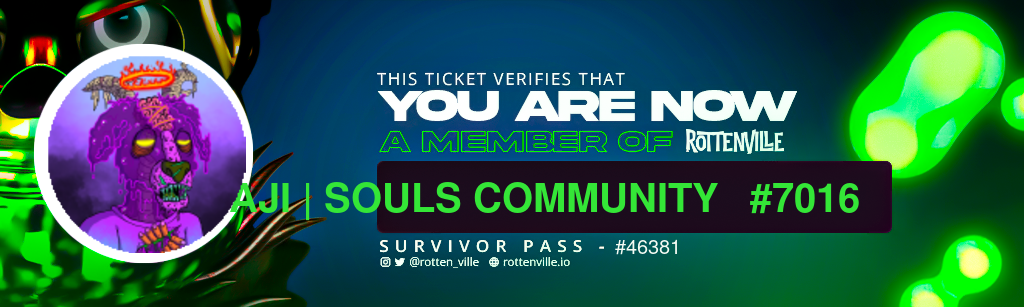 THIS TICKET VERIFIES THAT
YOU ARE NOW
A MEMBER OF ROTTENVILLE
AJI | SOULS COMMUNITY #7016
SURVIVOR PASS - #46381
@rotten_ville rottenville.io